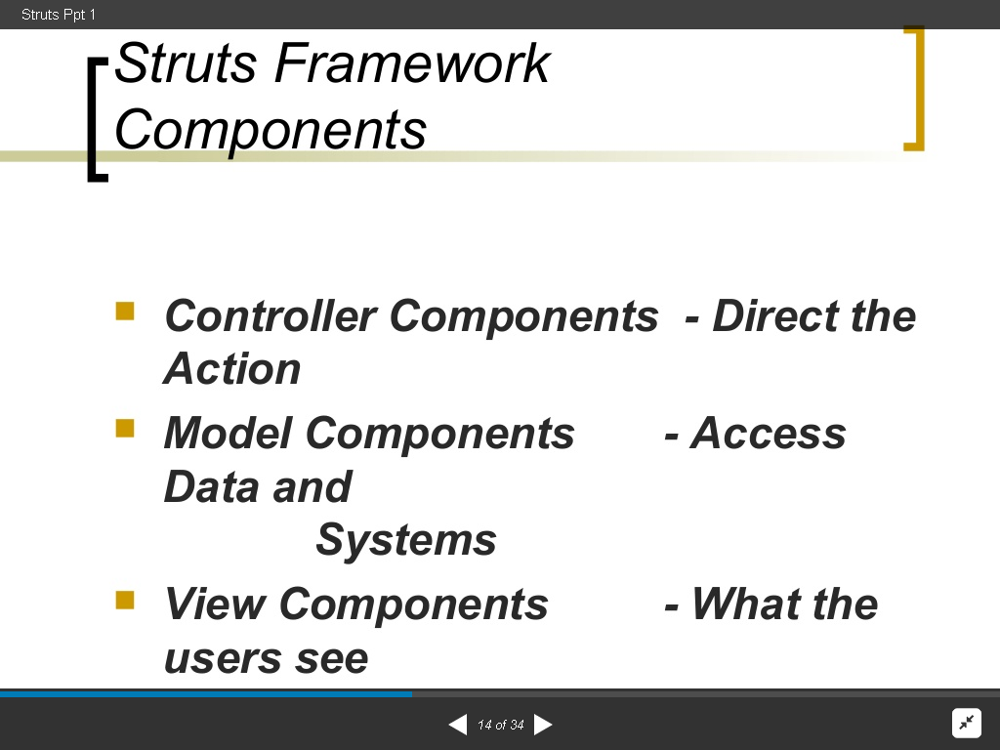 Struts Ppt 1
Struts Framework
Components
Controller Components - Direct the
Action
Model Components - Access
Data and
Systems
View Components - What the
users see
14 of 34